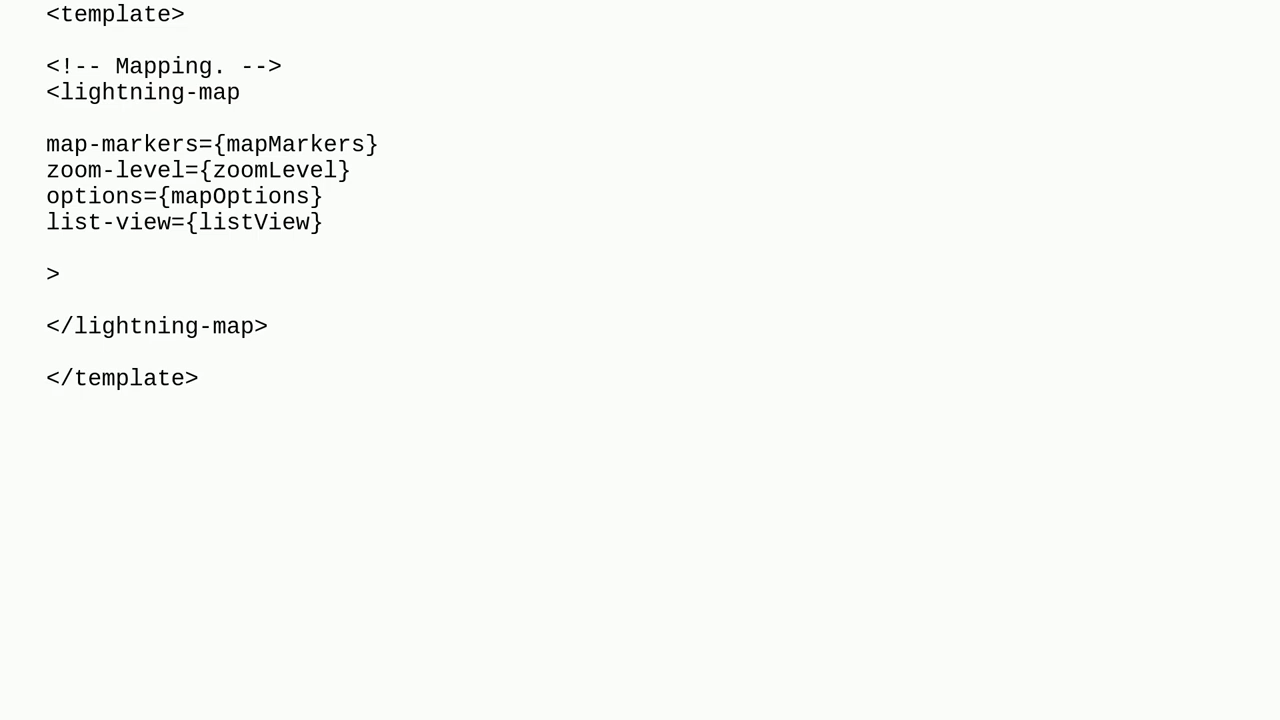 <template>
<!-- Mapping. -->
<lightning-map
map-markers={mapMarkers}
zoom-level={zoomLevel}
options={mapOptions}
list-view={listView}
>
</lightning-map>
</template>